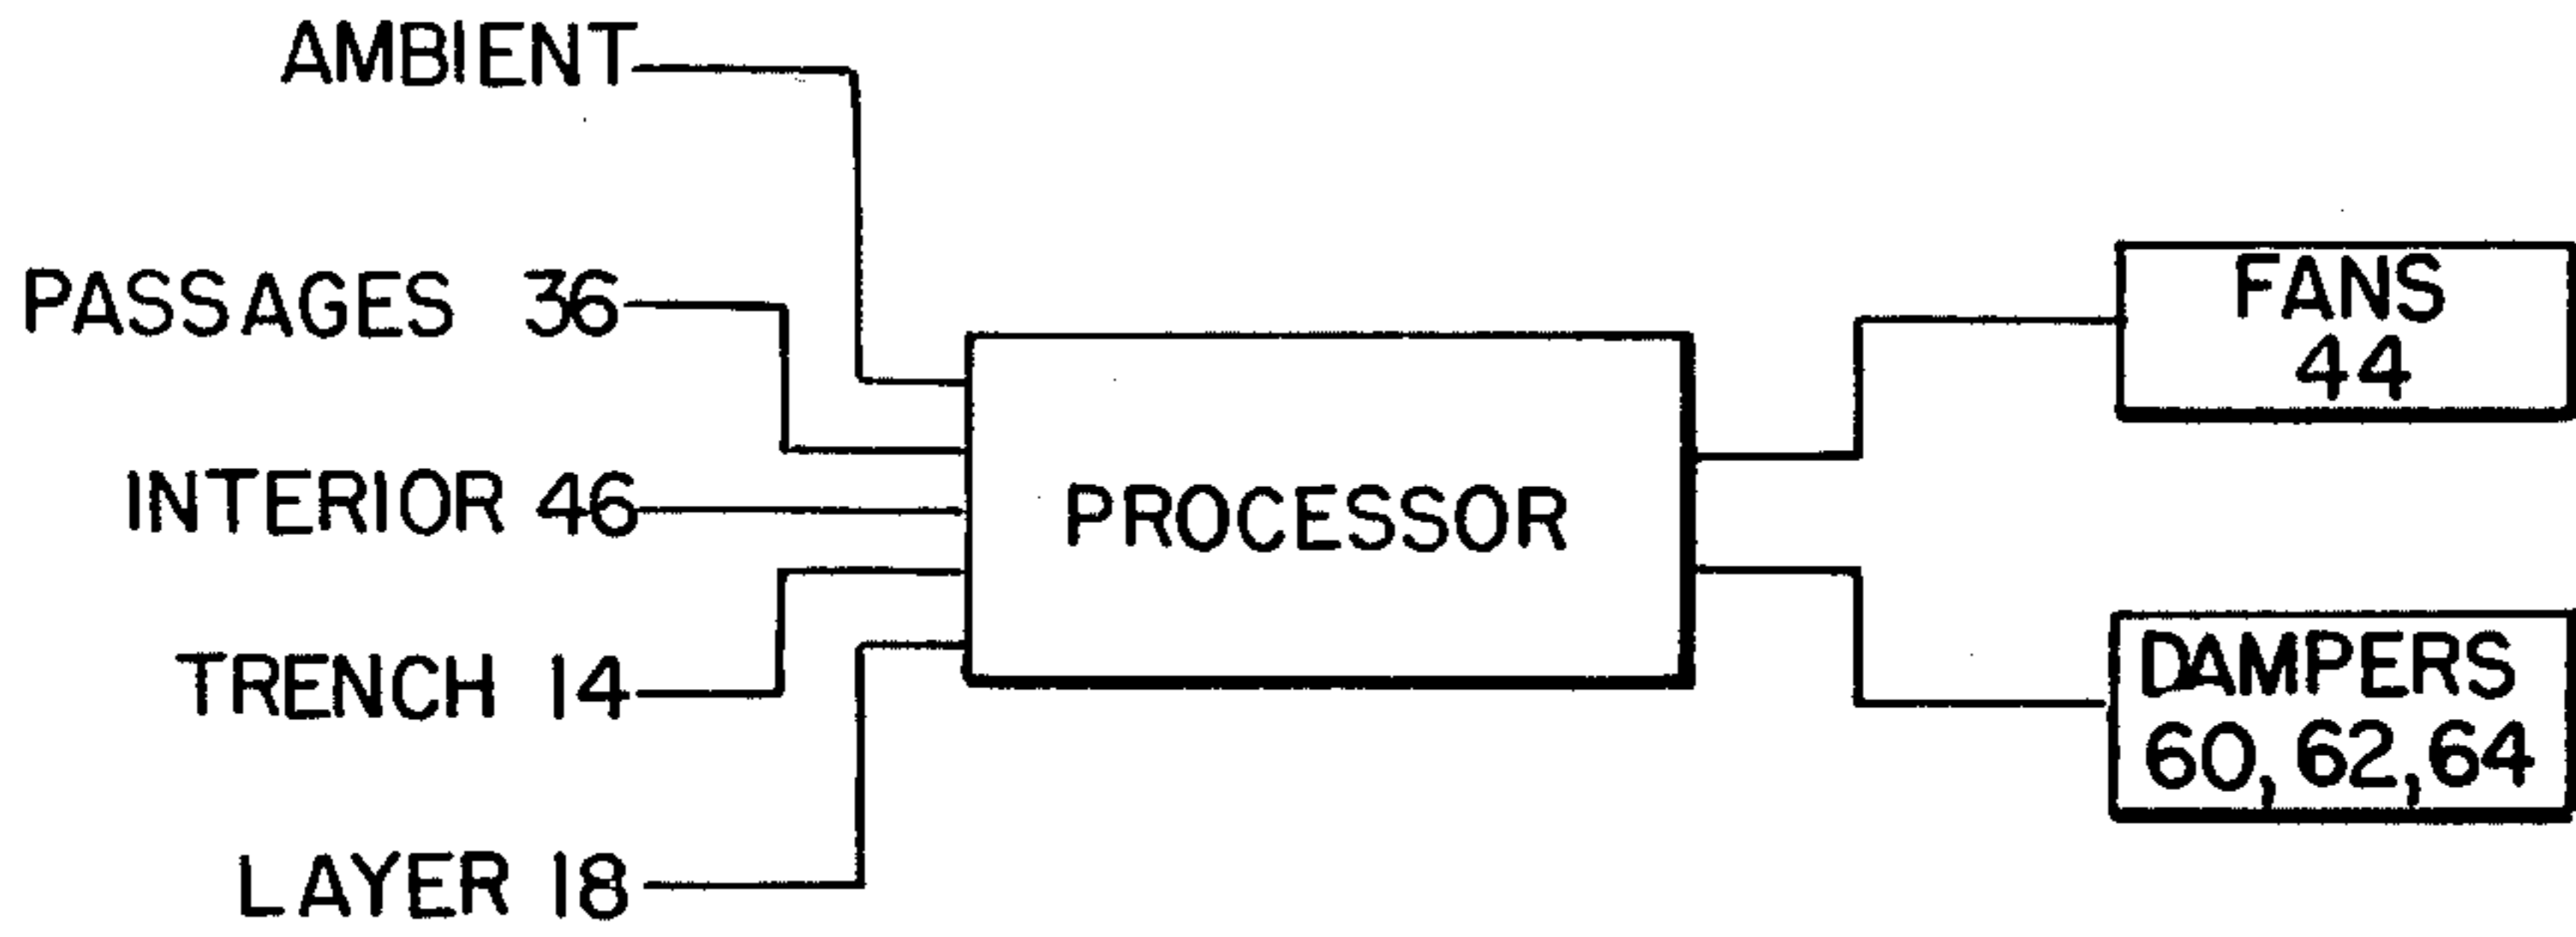 AMBIENT
PASSAGES 36
INTERIOR 46
TRENCH 14
LAYER 18
PROCESSOR
FANS
44
DAMPERS
60, 62, 64